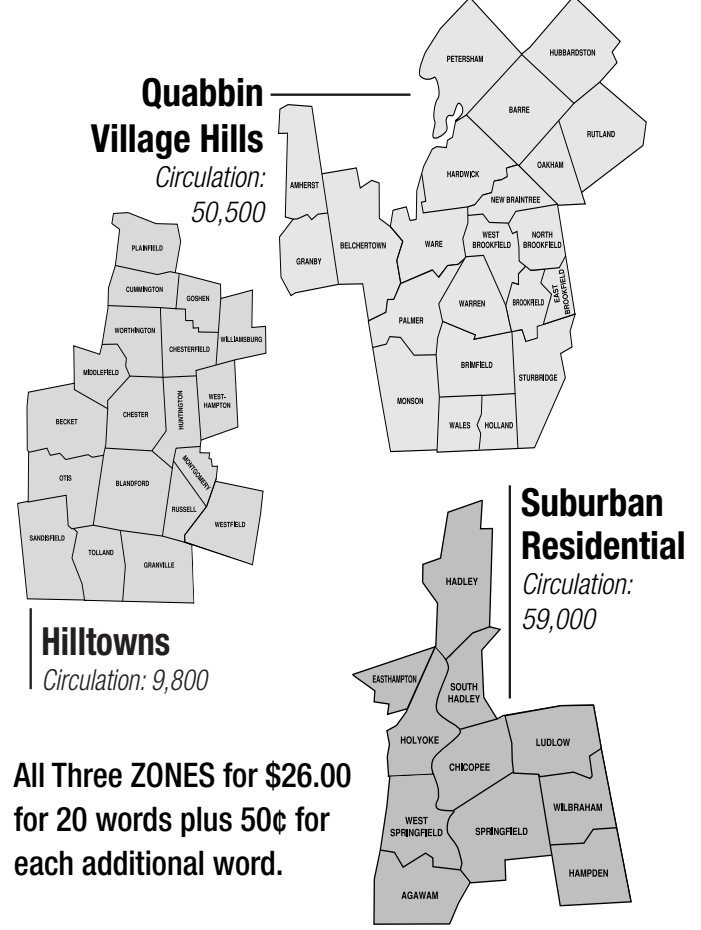 Quabbin
Village Hills
Circulation:
50,500
PETERSHAM
HUBBARDSTON
BARRE
RUTLAND
HARDWICK
OAKHAM
NEW BRAINTREE
AMHERST
BELCHERTOWN
GRANBY
WARE
WEST
BROOKFIELD
NORTH
BROOKFIELD
EAST
BROOKFIELD
BROOKFIELD
WARREN
PALMER
BRIMFIELD
STURBRIDGE
MONSON
WALES
HOLLAND
PLAINFIELD
CUMMINGTON
GOSHEN
WORTHINGTON
CHESTERFIELD
WILLIAMSBURG
MIDDLEFIELD
BECKET
CHESTER
HUNTINGTON
WEST-
HAMPTON
OTIS
BLANDFORD
MONTGOMERY
RUSSELL
WESTFIELD
SANDISFIELD
TOLLAND
GRANVILLE
Hilltowns
Circulation: 9,800
Suburban
Residential
Circulation:
59,000
HADLEY
EASTHAMPTON
SOUTH
HADLEY
HOLYOKE
CHICOPEE
LUDLOW
WEST
SPRINGFIELD
SPRINGFIELD
WILBRAHAM
AGAWAM
HAMPDEN
All Three ZONES for $26.00
for 20 words plus 50¢ for
each additional word.